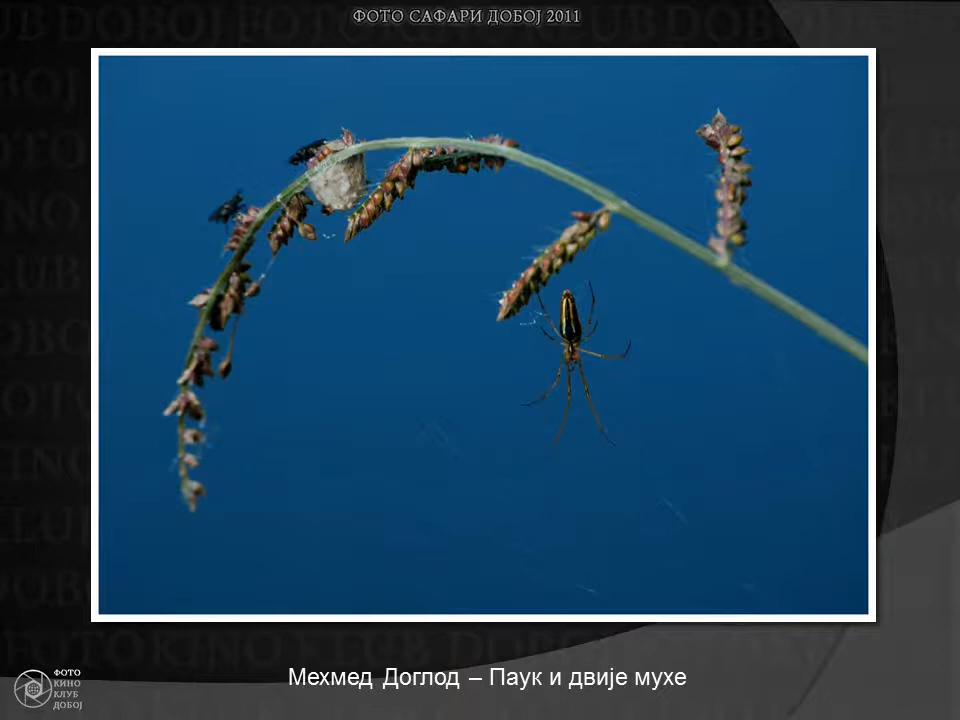 ФОТО САФАРИ ДОБОЈ 2011
Мехмед Доглод – Паук и двије мухе
ФОТО
КИНО
КЛУБ
ДОБОЈ